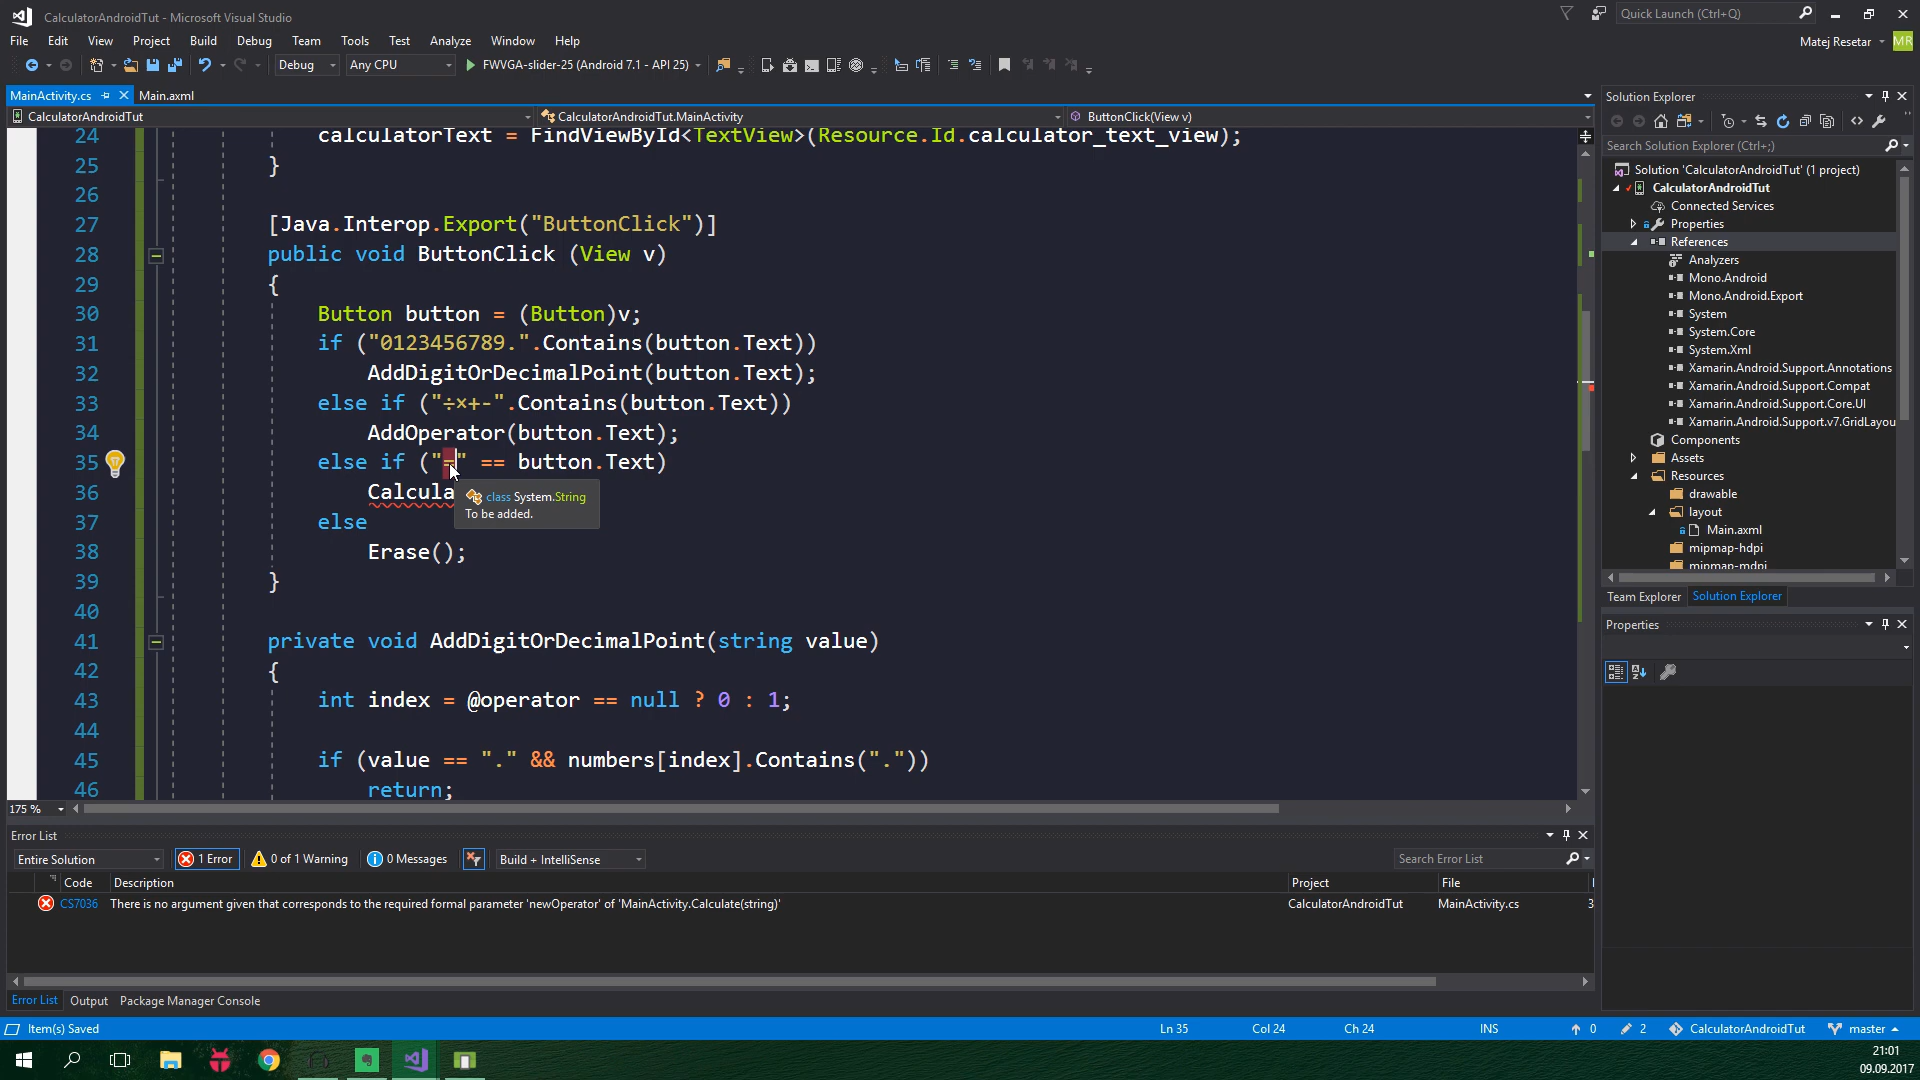 CalculatorAndroidTut - Microsoft Visual Studio
Quick Launch (Ctrl+Q)
File Edit View Project Build Debug Team Tools Test Analyze Window Help
Matej Resetar MR
Debug Any CPU FWVGA-slider-25 (Android 7.1 - API 25)
MainActivity.cs Main.axml
CalculatorAndroidTut CalculatorAndroidTut.MainActivity ButtonClick(View v)
24 calculatorText = FindViewById<TextView>(Resource.Id.calculator_text_view);
25 }
26
27 [Java.Interop.Export("ButtonClick")]
28 public void ButtonClick (View v)
29 {
30 Button button = (Button)v;
31 if ("0123456789.".Contains(button.Text))
32 AddDigitOrDecimalPoint(button.Text);
33 else if ("÷×+-".Contains(button.Text))
34 AddOperator(button.Text);
35 else if ("=" == button.Text)
36 Calcula
class System.String
To be added.
37 else
38 Erase();
39 }
40
41 private void AddDigitOrDecimalPoint(string value)
42 {
43 int index = @operator == null ? 0 : 1;
44
45 if (value == "." && numbers[index].Contains("."))
46 return;
175 %
Solution Explorer
Search Solution Explorer (Ctrl+;)
Solution 'CalculatorAndroidTut' (1 project)
CalculatorAndroidTut
Connected Services
Properties
References
Analyzers
Mono.Android
Mono.Android.Export
System
System.Core
System.Xml
Xamarin.Android.Support.Annotations
Xamarin.Android.Support.Compat
Xamarin.Android.Support.Core.UI
Xamarin.Android.Support.v7.GridLayou
Components
Assets
Resources
drawable
layout
Main.axml
mipmap-hdpi
mipmap-mdpi
Team Explorer Solution Explorer
Properties
Error List
Entire Solution 1 Error 0 of 1 Warning 0 Messages Build + IntelliSense Search Error List
Code Description Project File
CS7036 There is no argument given that corresponds to the required formal parameter 'newOperator' of 'MainActivity.Calculate(string)' CalculatorAndroidTut MainActivity.cs 3
Error List Output Package Manager Console
Item(s) Saved Ln 35 Col 24 Ch 24 INS 0 2 CalculatorAndroidTut master
21:01
09.09.2017